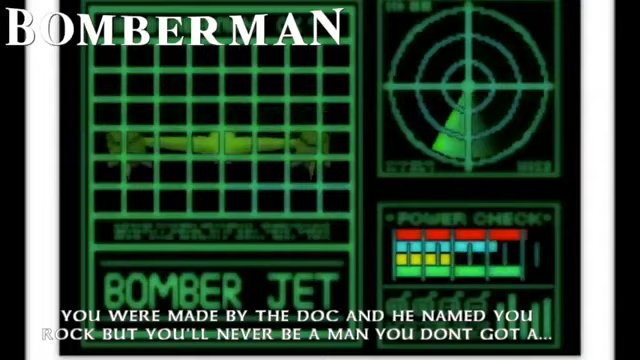 BOMBERMAN
POWER CHECK
BOMBER JET
YOU WERE MADE BY THE DOC AND HE NAMED YOU
ROCK BUT YOU'LL NEVER BE A MAN YOU DONT GOT A...